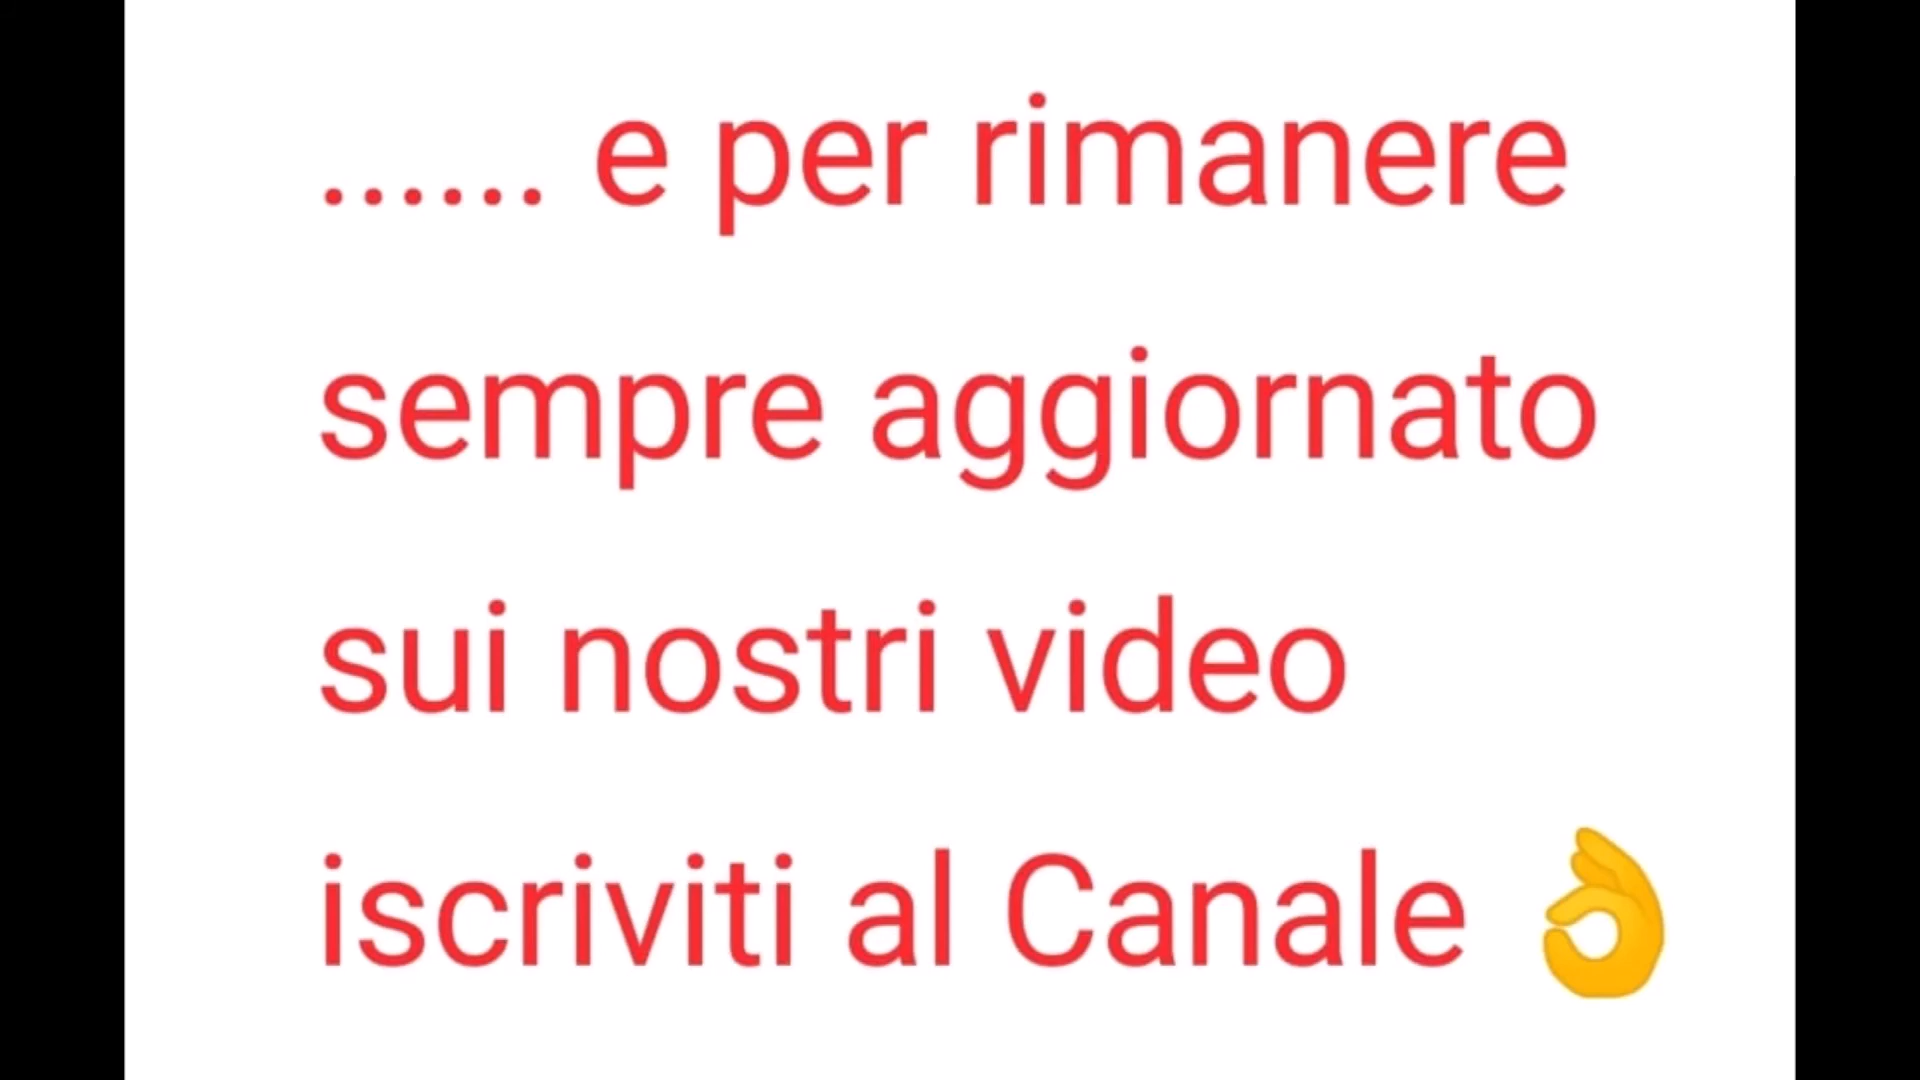 ...... e per rimanere
sempre aggiornato
sui nostri video
iscriviti al Canale 👌